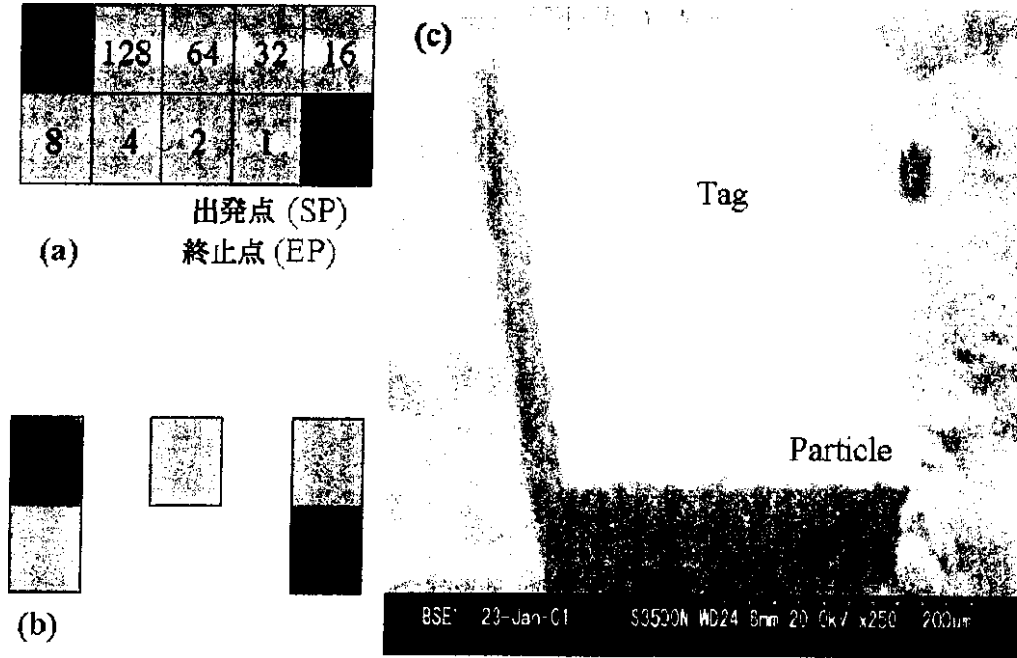 128 64 32 16
8 4 2 1
出発点 (SP)
終止点 (EP)
(a)
(b)
(c)
Tag
Particle
BSE 23-Jan-01 S3500N WD24.8mm 20.0kV x250 200um